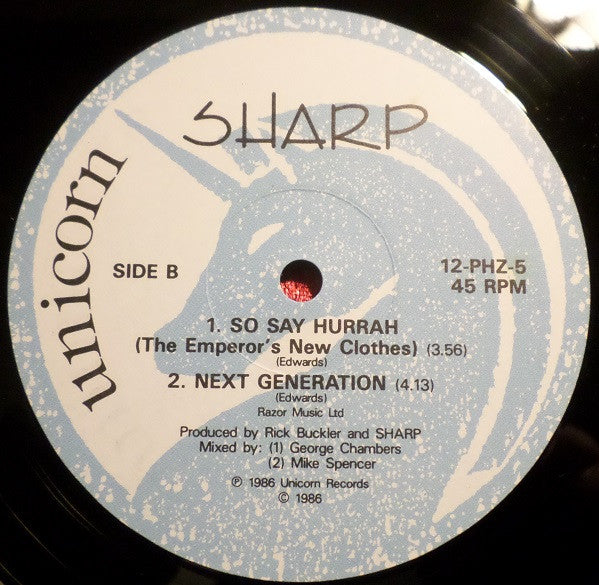 SHARP
unicorn
SIDE B
12-PHZ-5
45 RPM
1. SO SAY HURRAH
(The Emperor's New Clothes) (3.56)
(Edwards)
2. NEXT GENERATION (4.13)
(Edwards)
Razor Music Ltd
Produced by Rick Buckler and SHARP
Mixed by: (1) George Chambers
(2) Mike Spencer
℗ 1986 Unicorn Records
© 1986